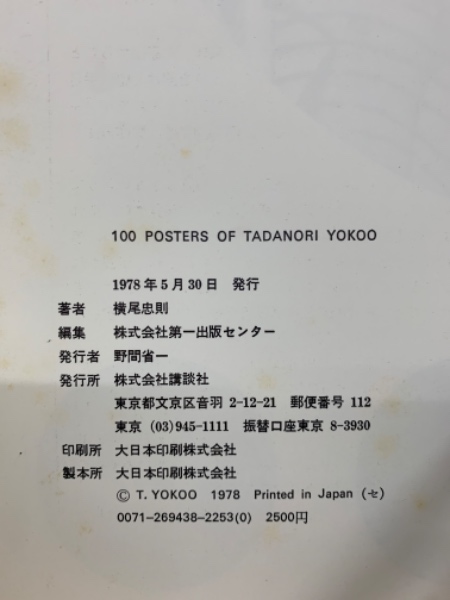 100 POSTERS OF TADANORI YOKOO
1978年5月30日 発行
著者 横尾忠則
編集 株式会社第一出版センター
発行者 野間省一
発行所 株式会社講談社
東京都文京区音羽 2-12-21 郵便番号 112
東京 (03)945-1111 振替口座東京 8-3930
印刷所 大日本印刷株式会社
製本所 大日本印刷株式会社
© T. YOKOO 1978 Printed in Japan (セ)
0071-269438-2253(0) 2500円